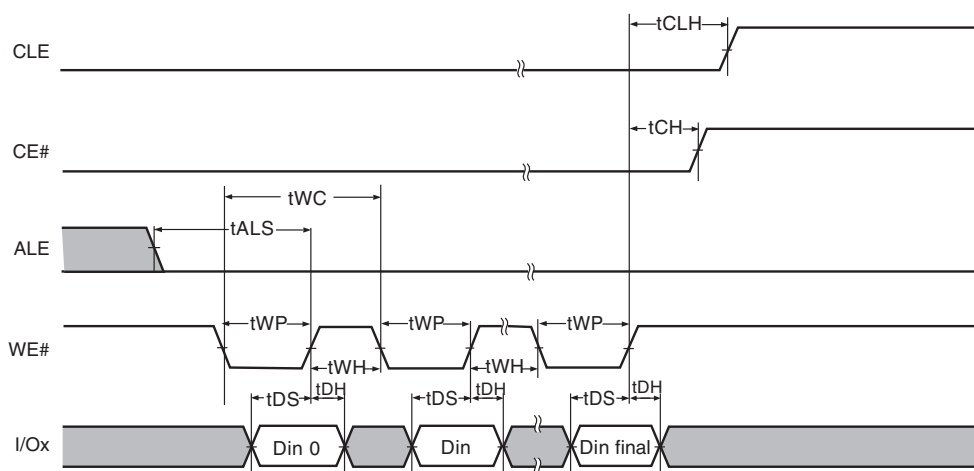 tCLH
CLE
tCH
CE#
tWC
tALS
ALE
tWP
tWP
tWP
WE#
tWH
tWH
tDS
tDH
tDS
tDH
tDS
tDH
I/Ox
Din 0
Din
Din final